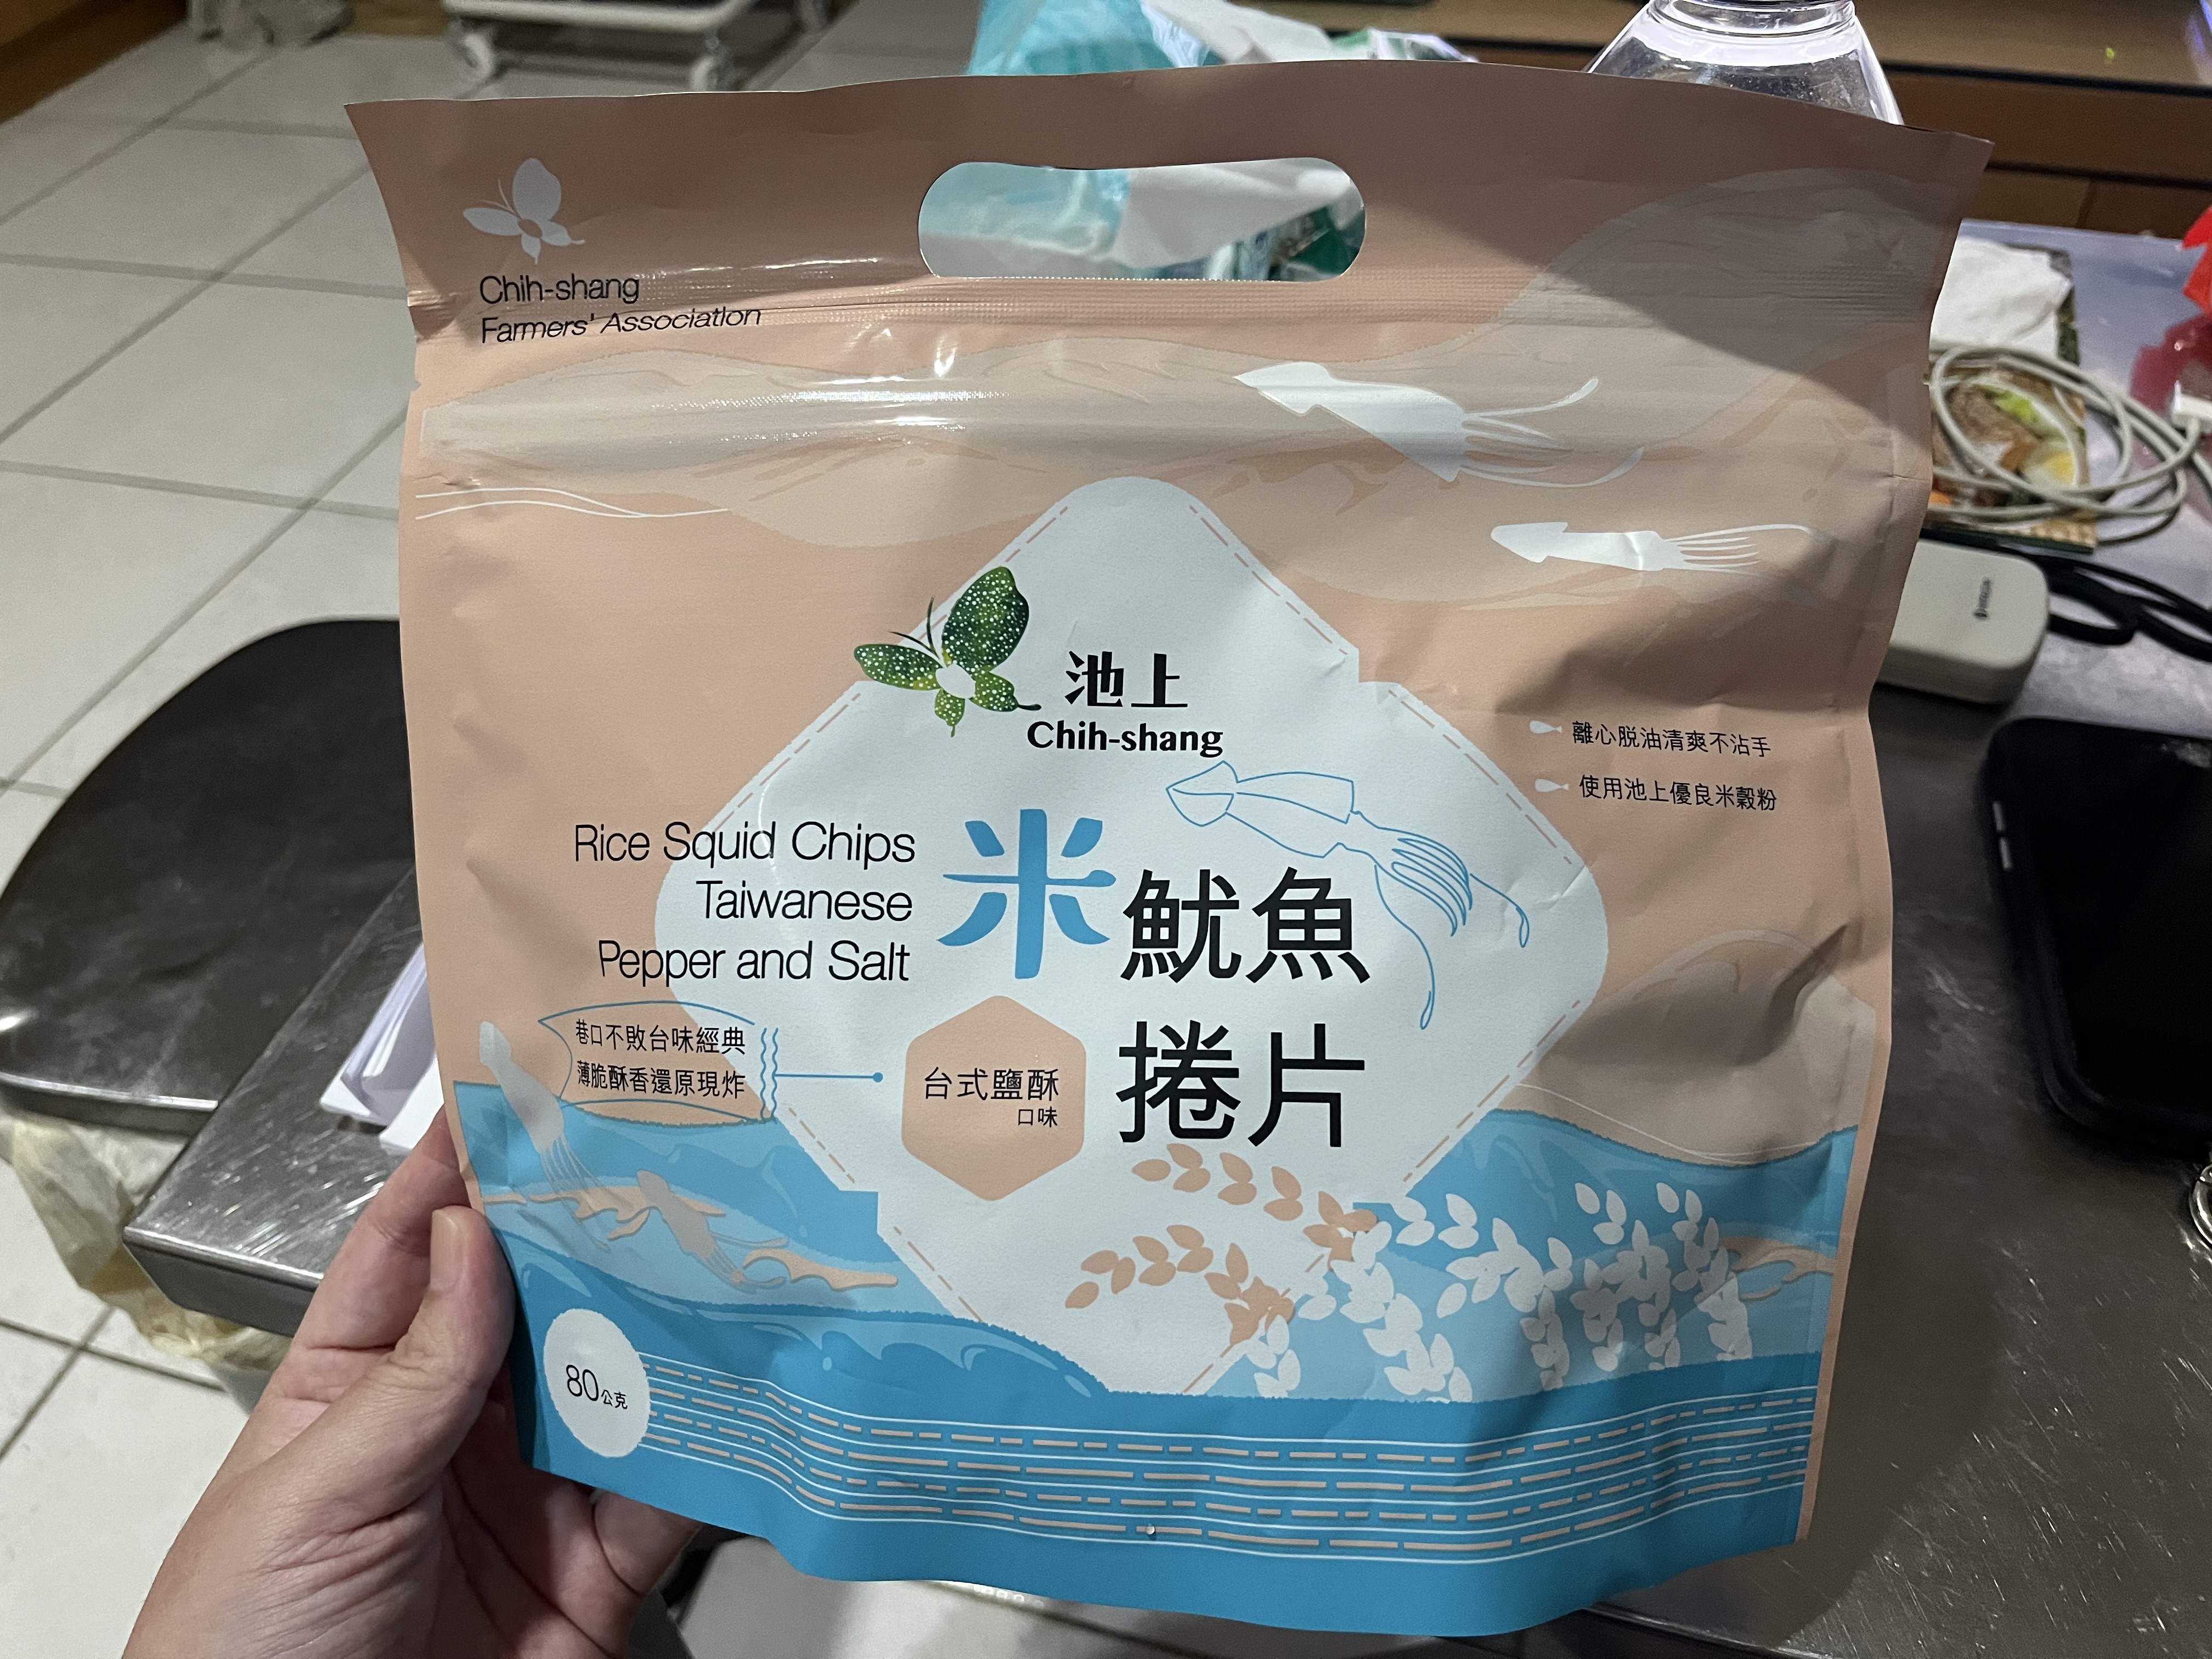 Chih-shang
Farmers' Association
池上
Chih-shang
離心脱油清爽不沾手
使用池上優良米穀粉
Rice Squid Chips
Taiwanese
Pepper and Salt
米魷魚
捲片
巷口不敗台味經典
薄脆酥香還原現炸
台式鹽酥
口味
80公克